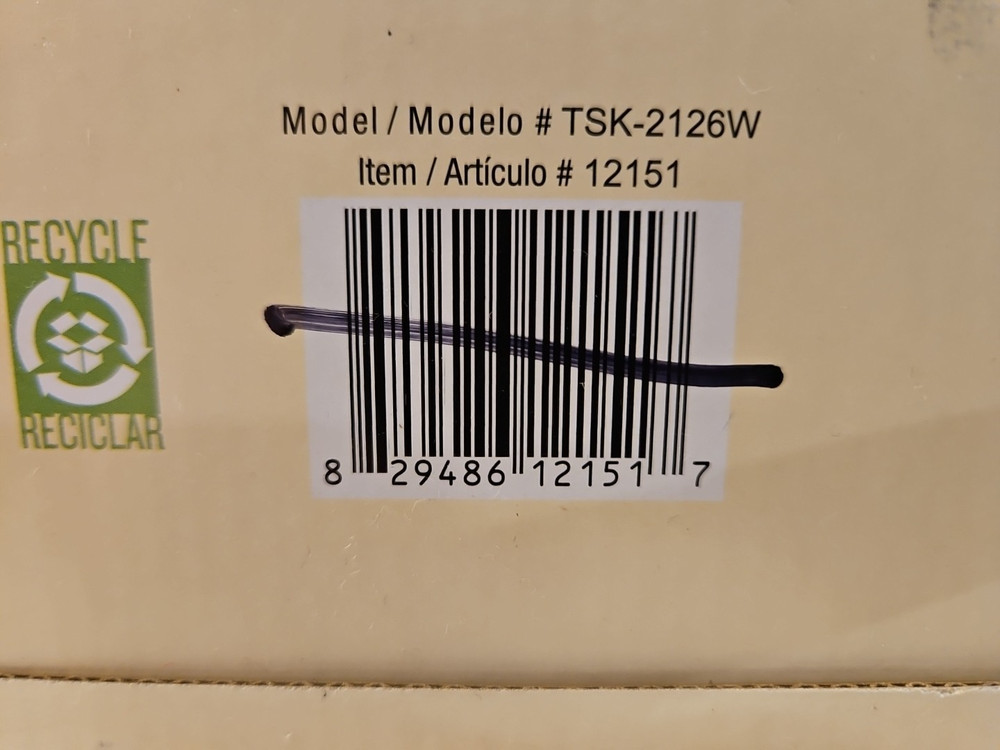 Model / Modelo # TSK-2126W
Item / Artículo # 12151
RECYCLE
RECICLAR
8 29486 12151 7